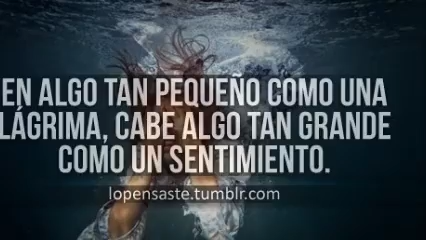 EN ALGO TAN PEQUEÑO COMO UNA
LÁGRIMA, CABE ALGO TAN GRANDE
COMO UN SENTIMIENTO.
lopensaste.tumblr.com